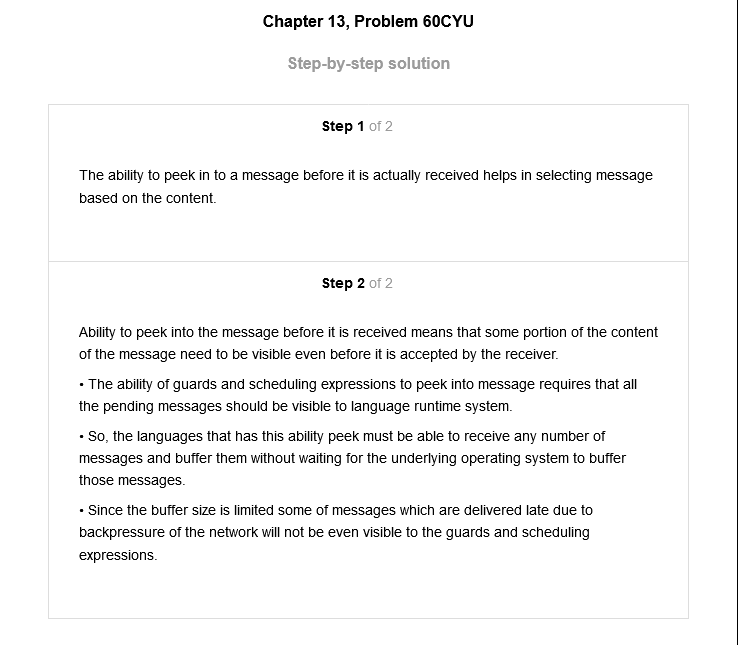 Chapter 13, Problem 60CYU
Step-by-step solution
Step 1 of 2
The ability to peek in to a message before it is actually received helps in selecting message
based on the content.
Step 2 of 2
Ability to peek into the message before it is received means that some portion of the content
of the message need to be visible even before it is accepted by the receiver.
• The ability of guards and scheduling expressions to peek into message requires that all
the pending messages should be visible to language runtime system.
• So, the languages that has this ability peek must be able to receive any number of
messages and buffer them without waiting for the underlying operating system to buffer
those messages.
• Since the buffer size is limited some of messages which are delivered late due to
backpressure of the network will not be even visible to the guards and scheduling
expressions.